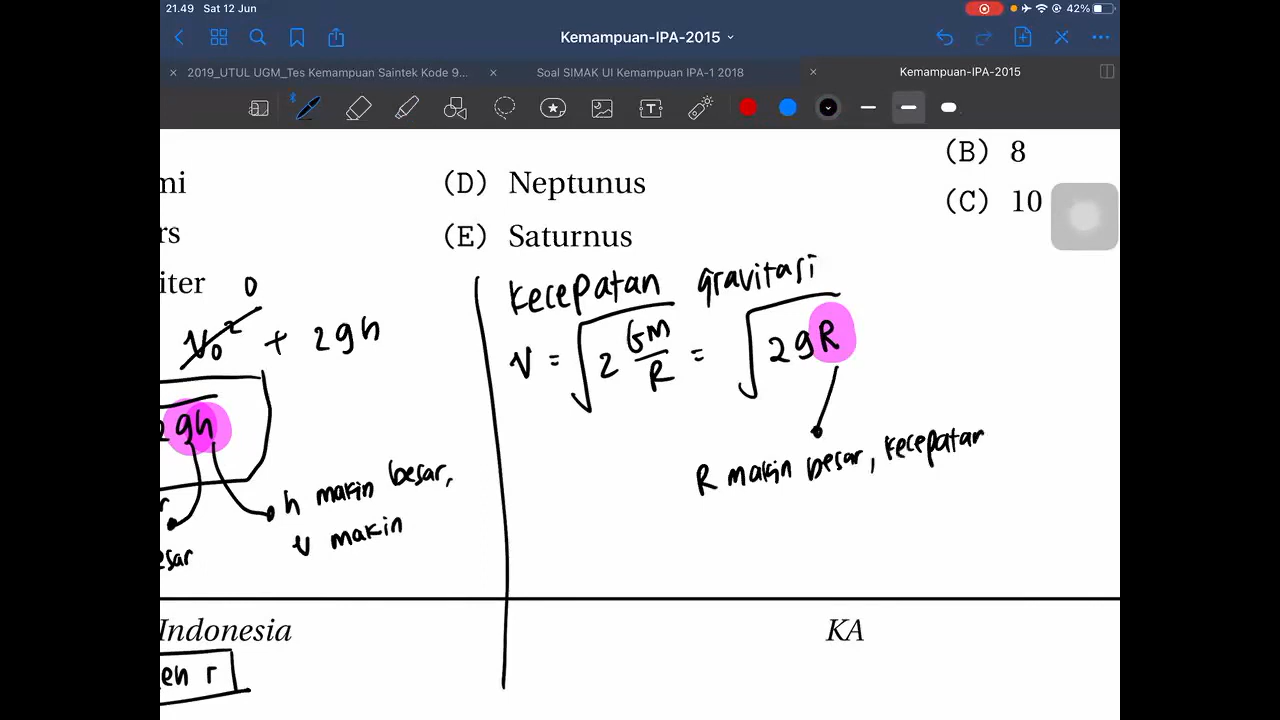 21.49 Sat 12 Jun 42%
Kemampuan-IPA-2015
2019_UTUL UGM_Tes Kemampuan Saintek Kode 9... Soal SIMAK UI Kemampuan IPA-1 2018 Kemampuan-IPA-2015
(B) 8
mi (D) Neptunus
(C) 10
rs (E) Saturnus
iter
v₀² 0 + 2gh
2gh
h makin besar,
v makin
esar
Kecepatan gravitasi
v = √(2 GM/R) = √(2gR)
R makin besar, kecepatan
Indonesia KA
en r